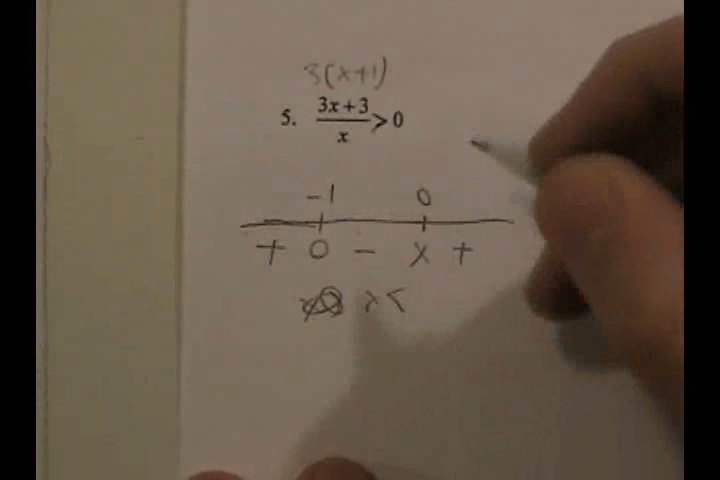 3(x+1)
5. 3x+3
x >0
-1 0
+ 0 - x +
x<